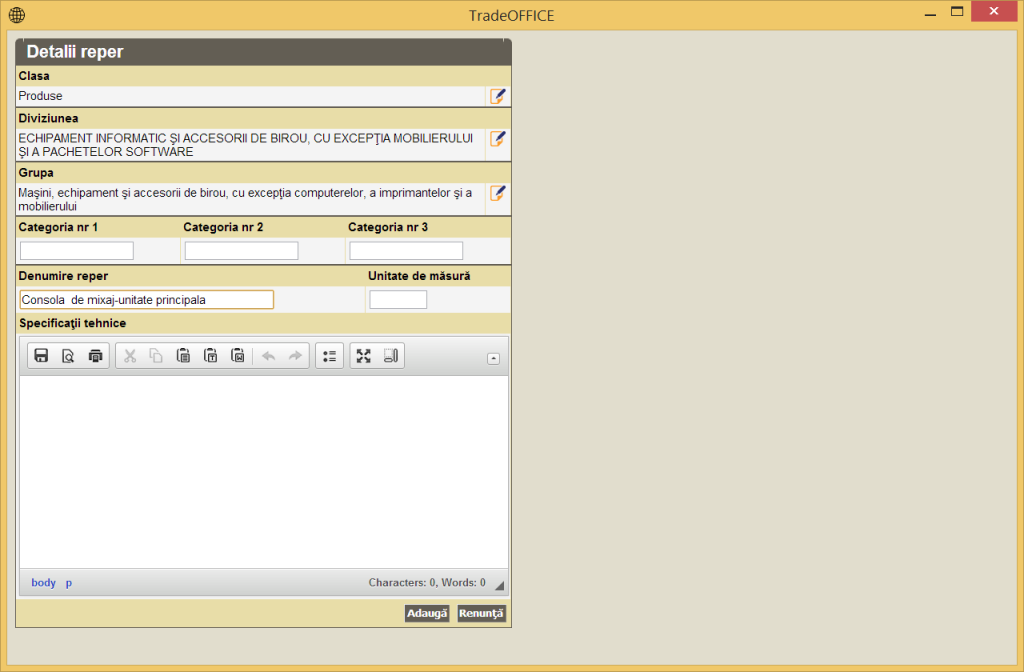 TradeOFFICE
Detalii reper
Clasa
Produse
Diviziunea
ECHIPAMENT INFORMATIC ŞI ACCESORII DE BIROU, CU EXCEPŢIA MOBILIERULUI
ŞI A PACHETELOR SOFTWARE
Grupa
Maşini, echipament şi accesorii de birou, cu excepţia computerelor, a imprimantelor şi a
mobilierului
Categoria nr 1 Categoria nr 2 Categoria nr 3
Denumire reper Unitate de măsură
Consola  de mixaj-unitate principala
Specificaţii tehnice
body p Characters: 0, Words: 0
Adaugă Renunţă